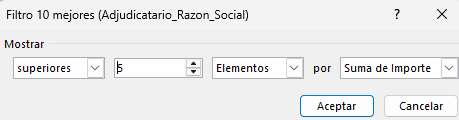 Filtro 10 mejores (Adjudicatario_Razon_Social)
Mostrar
superiores 5 Elementos por Suma de Importe
Aceptar Cancelar